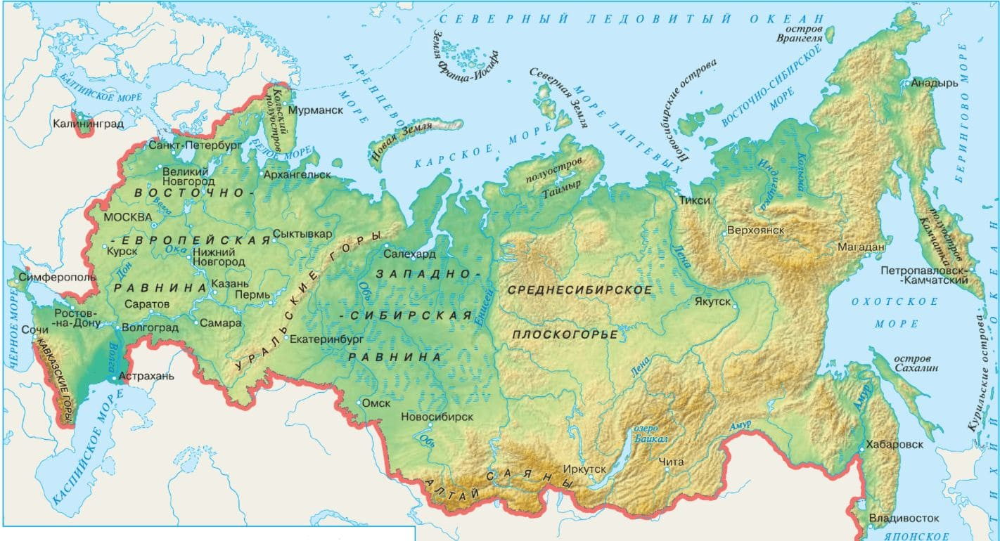 СЕВЕРНЫЙ ЛЕДОВИТЫЙ ОКЕАН
остров
Врангеля
Земля Франца-Иосифа
Северная Земля
Новосибирские острова
ВОСТОЧНО-СИБИРСКОЕ
МОРЕ
БЕРИНГОВО МОРЕ
Анадырь
БАРЕНЦЕВО
МОРЕ
МОРЕ ЛАПТЕВЫХ
БАЛТИЙСКОЕ МОРЕ
Калининград
Кольский
полуостров
Мурманск
Новая Земля
КАРСКОЕ МОРЕ
Санкт-Петербург
БЕЛОЕ МОРЕ
Великий
Новгород
Архангельск
полуостров
Таймыр
Индигирка
Колыма
Тикси
ВОСТОЧНО-
-ЕВРОПЕЙСКАЯ
РАВНИНА
Волга
МОСКВА
Сыктывкар
Курск
Ока
Нижний
Новгород
УРАЛЬСКИЕ ГОРЫ
Салехард
Верхоянск
Магадан
полуостров
Камчатка
Петропавловск-
-Камчатский
Лена
ЗАПАДНО-
-СИБИРСКАЯ
РАВНИНА
Обь
Енисей
СРЕДНЕСИБИРСКОЕ
ПЛОСКОГОРЬЕ
Якутск
ОХОТСКОЕ
МОРЕ
Симферополь
Дон
Казань
Пермь
Саратов
Ростов-
-на-Дону
Волгоград
Самара
Екатеринбург
Сочи
ЧЁРНОЕ МОРЕ
КАВКАЗСКИЕ ГОРЫ
Волга
Астрахань
КАСПИЙСКОЕ МОРЕ
Омск
Новосибирск
Обь
Лена
остров
Сахалин
Курильские острова
ТИХИЙ ОКЕАН
Амур
Амур
озеро
Байкал
Хабаровск
Иркутск
Чита
АЛТАЙ
САЯНЫ
Владивосток
ЯПОНСКОЕ